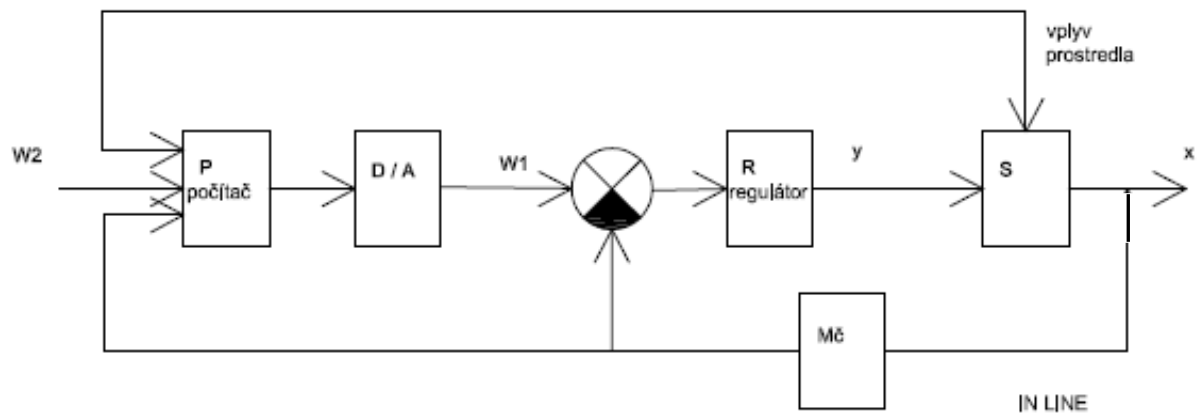 vplyv
prostredla
W2
P
počítač
D / A
W1
R
regulátor
y
S
x
Mč
IN LINE